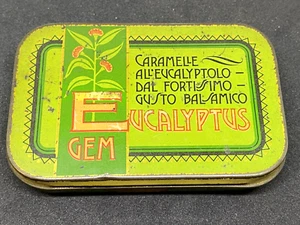 CARAMELLE
ALL'EUCALYPTOLO –
DAL FORTISSIMO –
GUSTO BALSAMICO
EUCALYPTUS
GEM